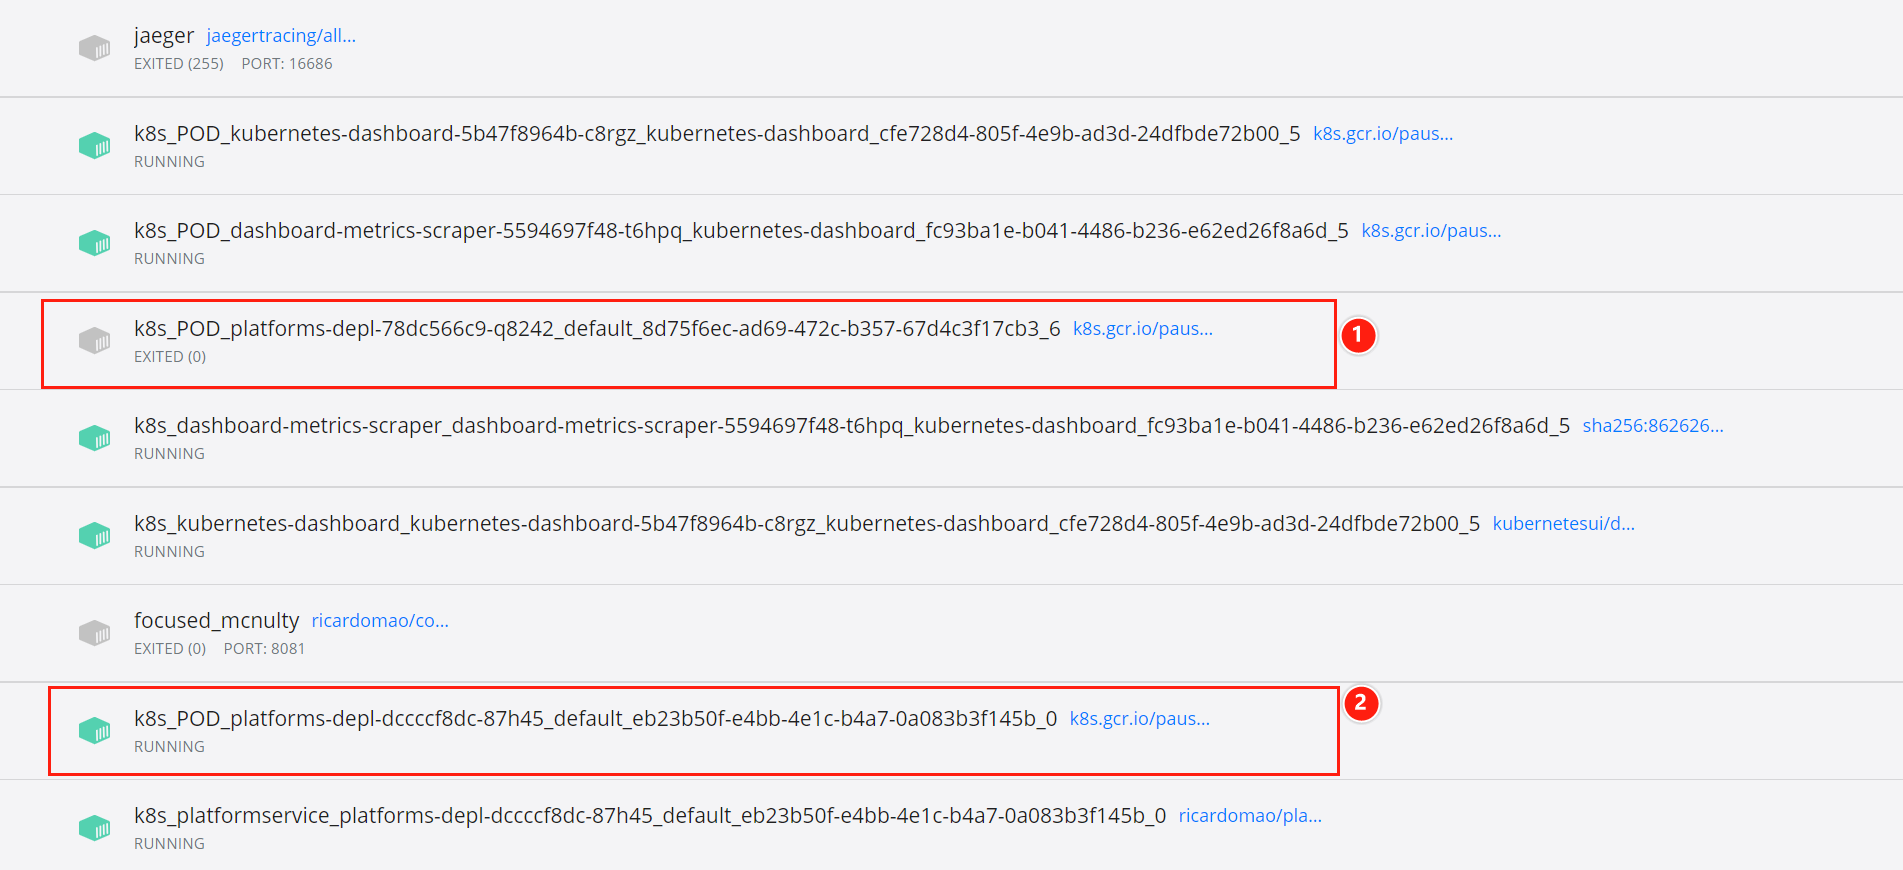 jaeger jaegertracing/all...
EXITED (255) PORT: 16686
k8s_POD_kubernetes-dashboard-5b47f8964b-c8rgz_kubernetes-dashboard_cfe728d4-805f-4e9b-ad3d-24dfbde72b00_5 k8s.gcr.io/paus...
RUNNING
k8s_POD_dashboard-metrics-scraper-5594697f48-t6hpq_kubernetes-dashboard_fc93ba1e-b041-4486-b236-e62ed26f8a6d_5 k8s.gcr.io/paus...
RUNNING
k8s_POD_platforms-depl-78dc566c9-q8242_default_8d75f6ec-ad69-472c-b357-67d4c3f17cb3_6 k8s.gcr.io/paus...
1
EXITED (0)
k8s_dashboard-metrics-scraper_dashboard-metrics-scraper-5594697f48-t6hpq_kubernetes-dashboard_fc93ba1e-b041-4486-b236-e62ed26f8a6d_5 sha256:862626...
RUNNING
k8s_kubernetes-dashboard_kubernetes-dashboard-5b47f8964b-c8rgz_kubernetes-dashboard_cfe728d4-805f-4e9b-ad3d-24dfbde72b00_5 kubernetesui/d...
RUNNING
focused_mcnulty ricardomao/co...
EXITED (0) PORT: 8081
2
k8s_POD_platforms-depl-dccccf8dc-87h45_default_eb23b50f-e4bb-4e1c-b4a7-0a083b3f145b_0 k8s.gcr.io/paus...
RUNNING
k8s_platformservice_platforms-depl-dccccf8dc-87h45_default_eb23b50f-e4bb-4e1c-b4a7-0a083b3f145b_0 ricardomao/pla...
RUNNING